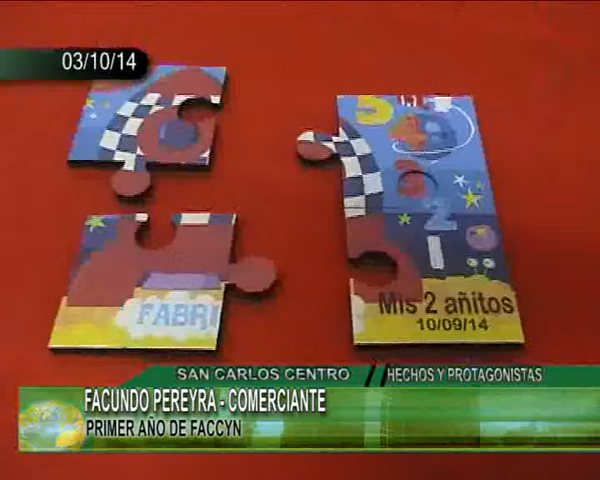 03/10/14
FABRI
Mis 2 añitos
10/09/14
SAN CARLOS CENTRO // HECHOS Y PROTAGONISTAS
FACUNDO PEREYRA - COMERCIANTE
PRIMER AÑO DE FACCYN